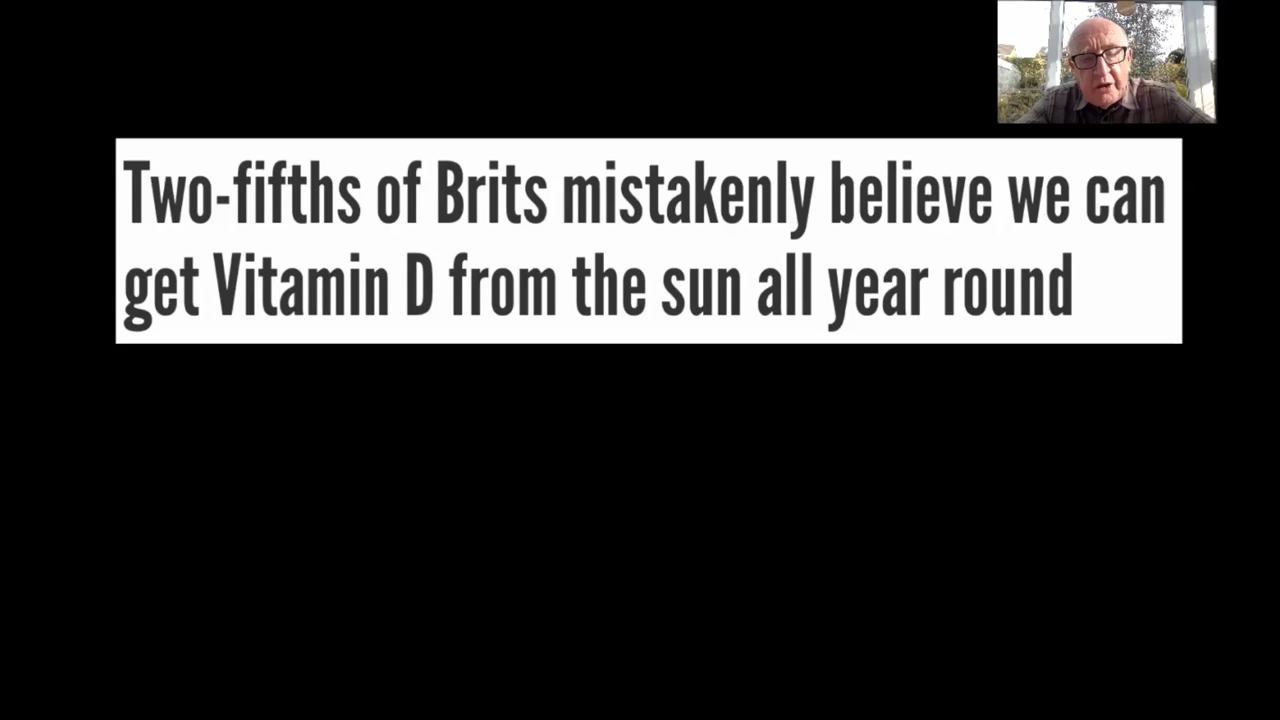 Two-fifths of Brits mistakenly believe we can
get Vitamin D from the sun all year round